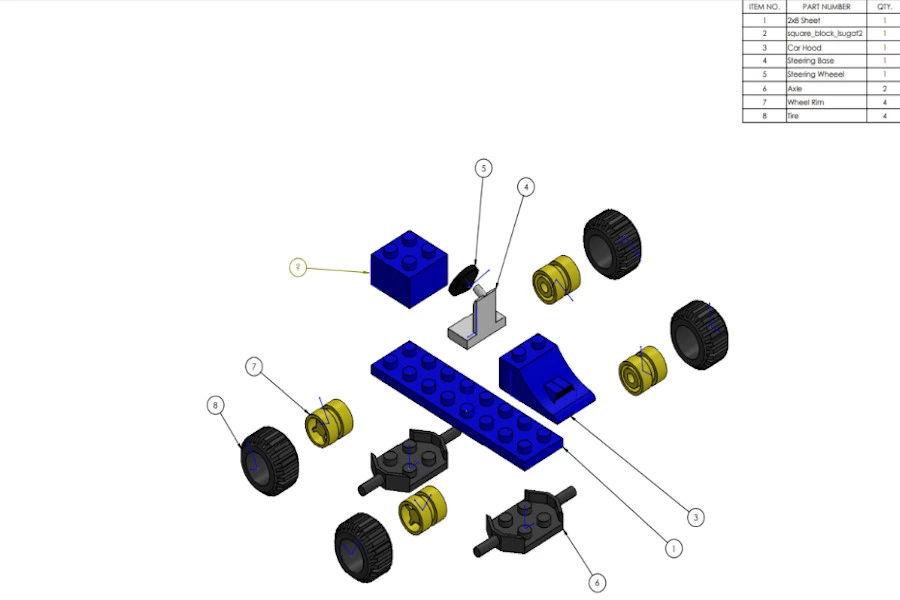 ITEM NO. PART NUMBER QTY.
1 2x8 Sheet 1
2 square_block_lsugat2 1
3 Car Hood 1
4 Steering Base 1
5 Steering Wheeel 1
6 Axle 2
7 Wheel Rim 4
8 Tire 4
5
4
2
7
8
3
1
6